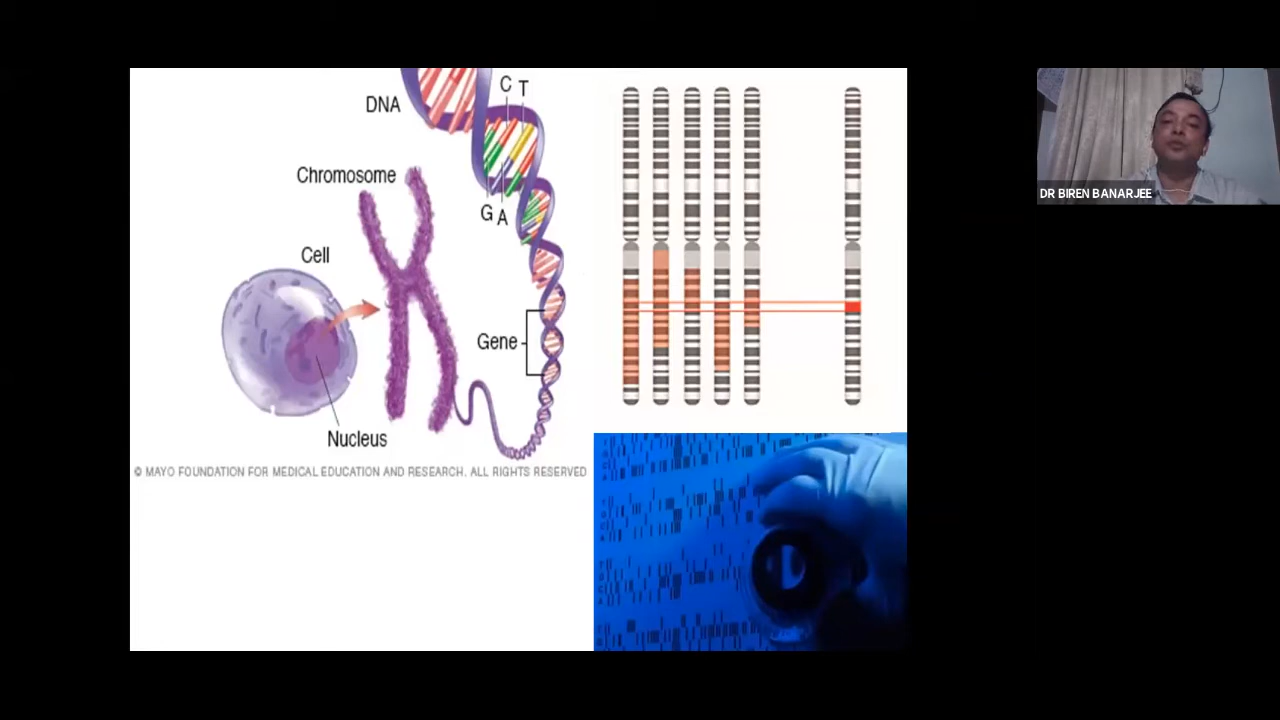 DNA
C T
Chromosome
G A
Cell
Gene
Nucleus
© MAYO FOUNDATION FOR MEDICAL EDUCATION AND RESEARCH. ALL RIGHTS RESERVED
DR BIREN BANARJEE